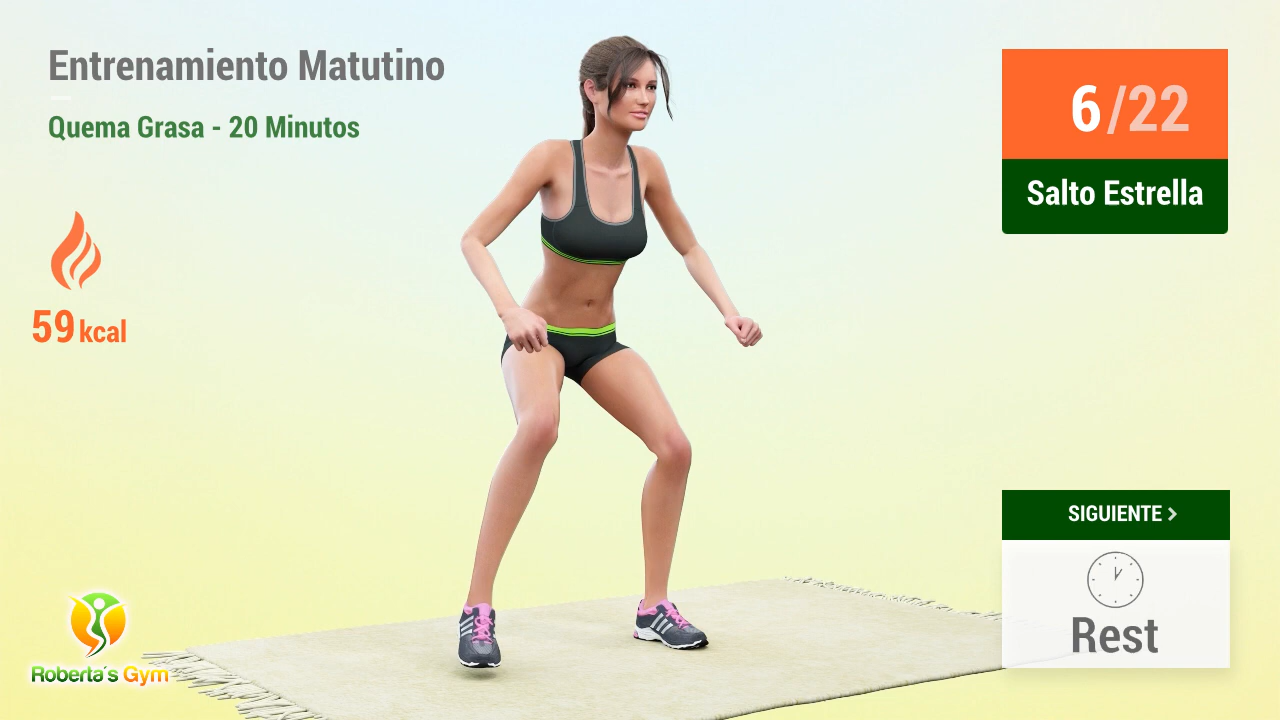 Entrenamiento Matutino
Quema Grasa - 20 Minutos
6/22
Salto Estrella
59 kcal
SIGUIENTE >
Rest
Roberta´s Gym